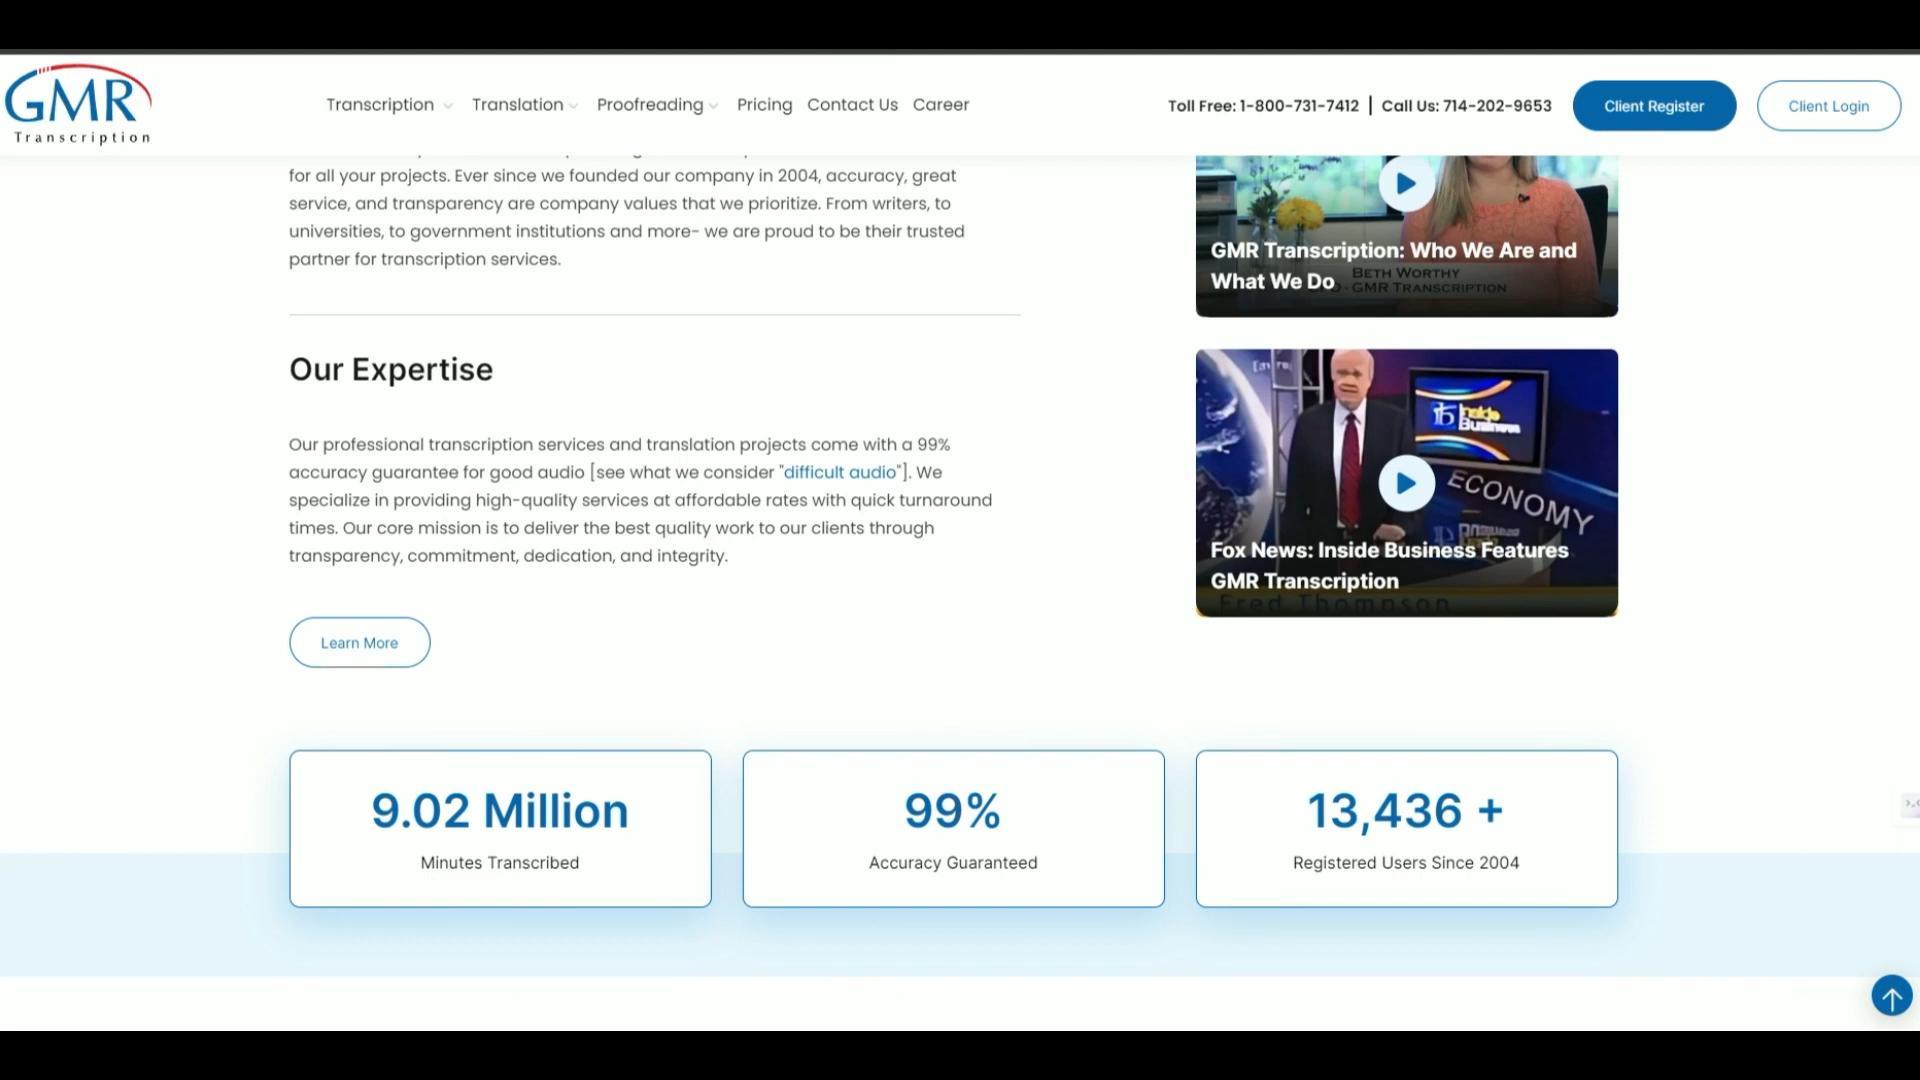 GMR
Transcription
Transcription
Translation
Proofreading
Pricing
Contact Us
Career
Toll Free: 1-800-731-7412 | Call Us: 714-202-9653
Client Register
Client Login
for all your projects. Ever since we founded our company in 2004, accuracy, great
service, and transparency are company values that we prioritize. From writers, to
universities, to government institutions and more- we are proud to be their trusted
partner for transcription services.
GMR Transcription: Who We Are and
What We Do
BETH WORTHY
- GMR TRANSCRIPTION
Our Expertise
Our professional transcription services and translation projects come with a 99%
accuracy guarantee for good audio [see what we consider "difficult audio"]. We
specialize in providing high-quality services at affordable rates with quick turnaround
times. Our core mission is to deliver the best quality work to our clients through
transparency, commitment, dedication, and integrity.
Learn More
15 Inside
Business
ECONOMY
Fox News: Inside Business Features
GMR Transcription
Fred Thompson
9.02 Million
Minutes Transcribed
99%
Accuracy Guaranteed
13,436 +
Registered Users Since 2004